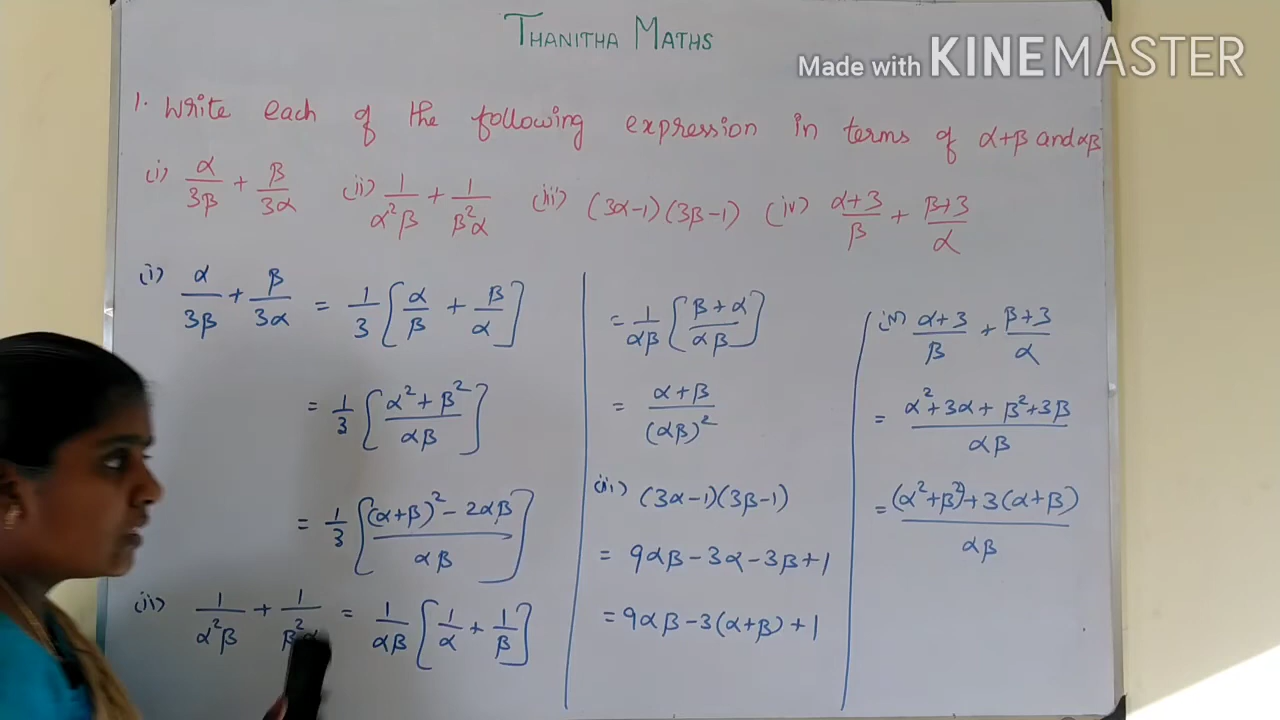 THANITHA MATHS
Made with KINEMASTER
1. Write each of the following expression in terms of α+β and αβ
(i) α/3β + β/3α (ii) 1/α²β + 1/β²α (iii) (3α-1)(3β-1) (iv) α+3/β + β+3/α
(i) α/3β + β/3α = 1/3 [α/β + β/α]
= 1/3 [α²+β²/αβ]
= 1/3 [(α+β)² - 2αβ/αβ]
(ii) 1/α²β + 1/β²α = 1/αβ [1/α + 1/β]
= 1/αβ [β+α/αβ]
= α+β/(αβ)²
(iii) (3α-1)(3β-1)
= 9αβ-3α-3β+1
= 9αβ-3(α+β)+1
(iv) α+3/β + β+3/α
= α²+3α+β²+3β/αβ
= (α²+β²)+3(α+β)/αβ